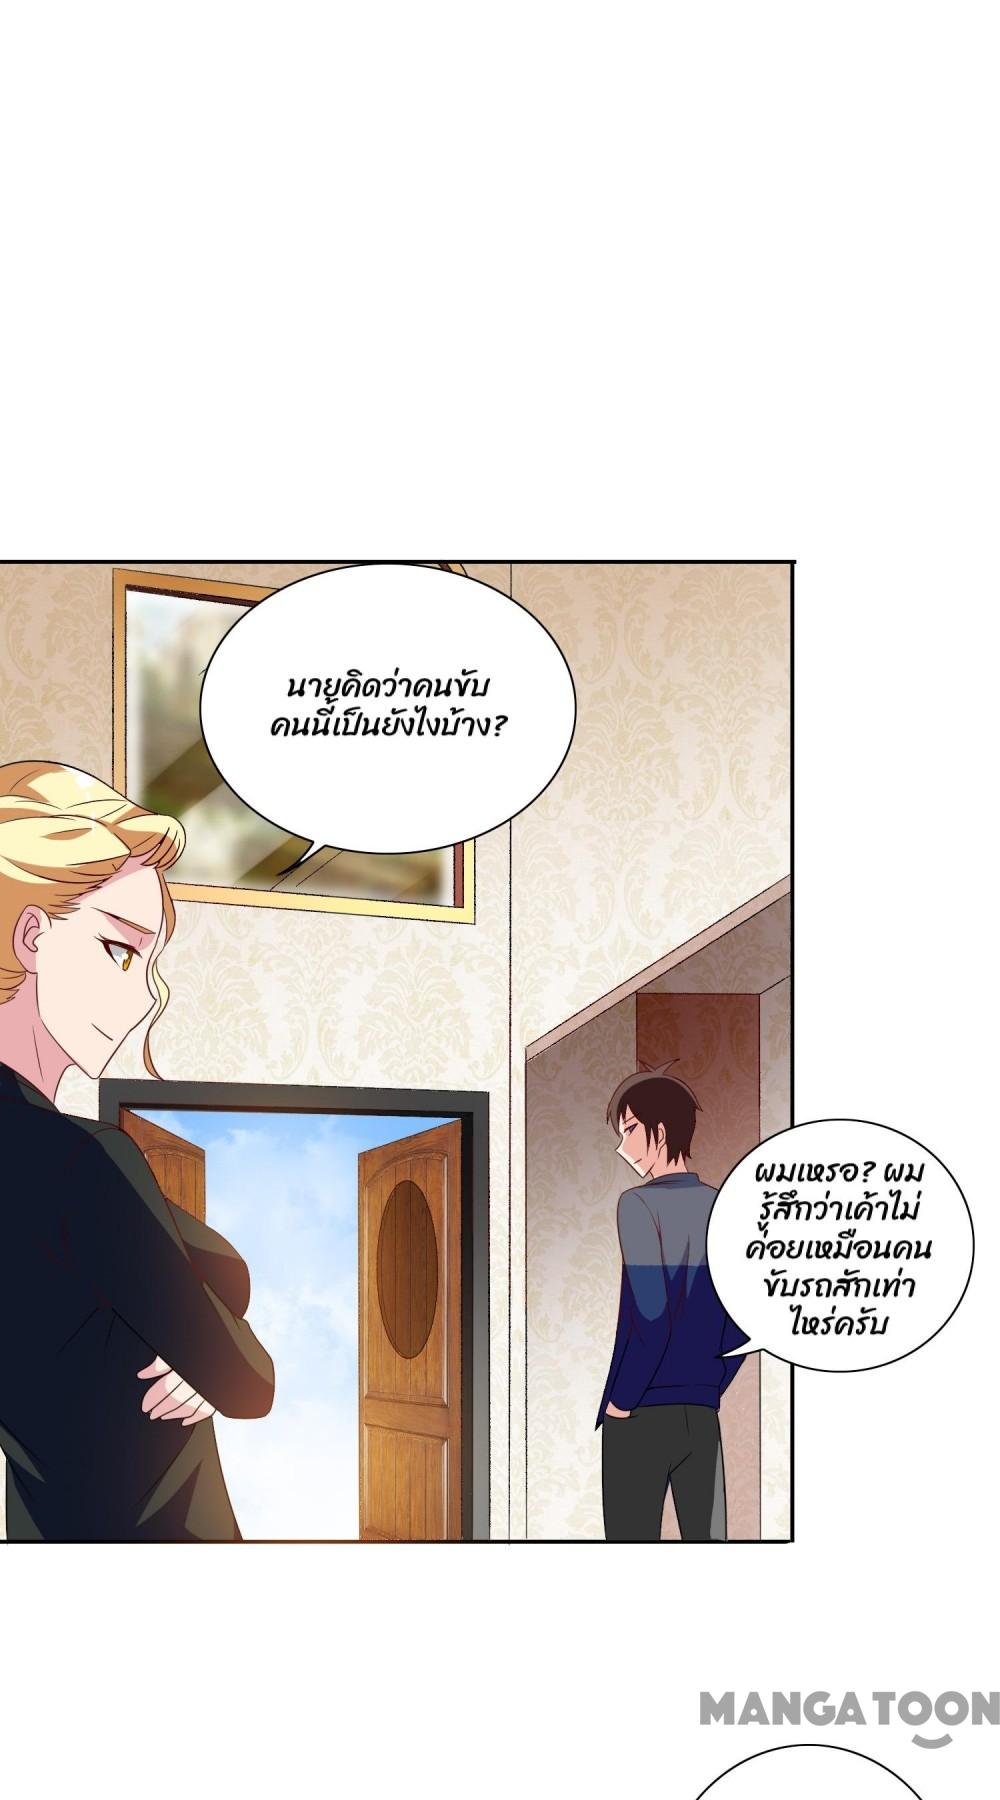 นายคิดว่าคนขับ
คนนี้เป็นยังไงบ้าง?
ผมเหรอ? ผม
รู้สึกว่าเค้าไม่
ค่อยเหมือนคน
ขับรถสักเท่า
ไหร่ครับ
MANGATOON